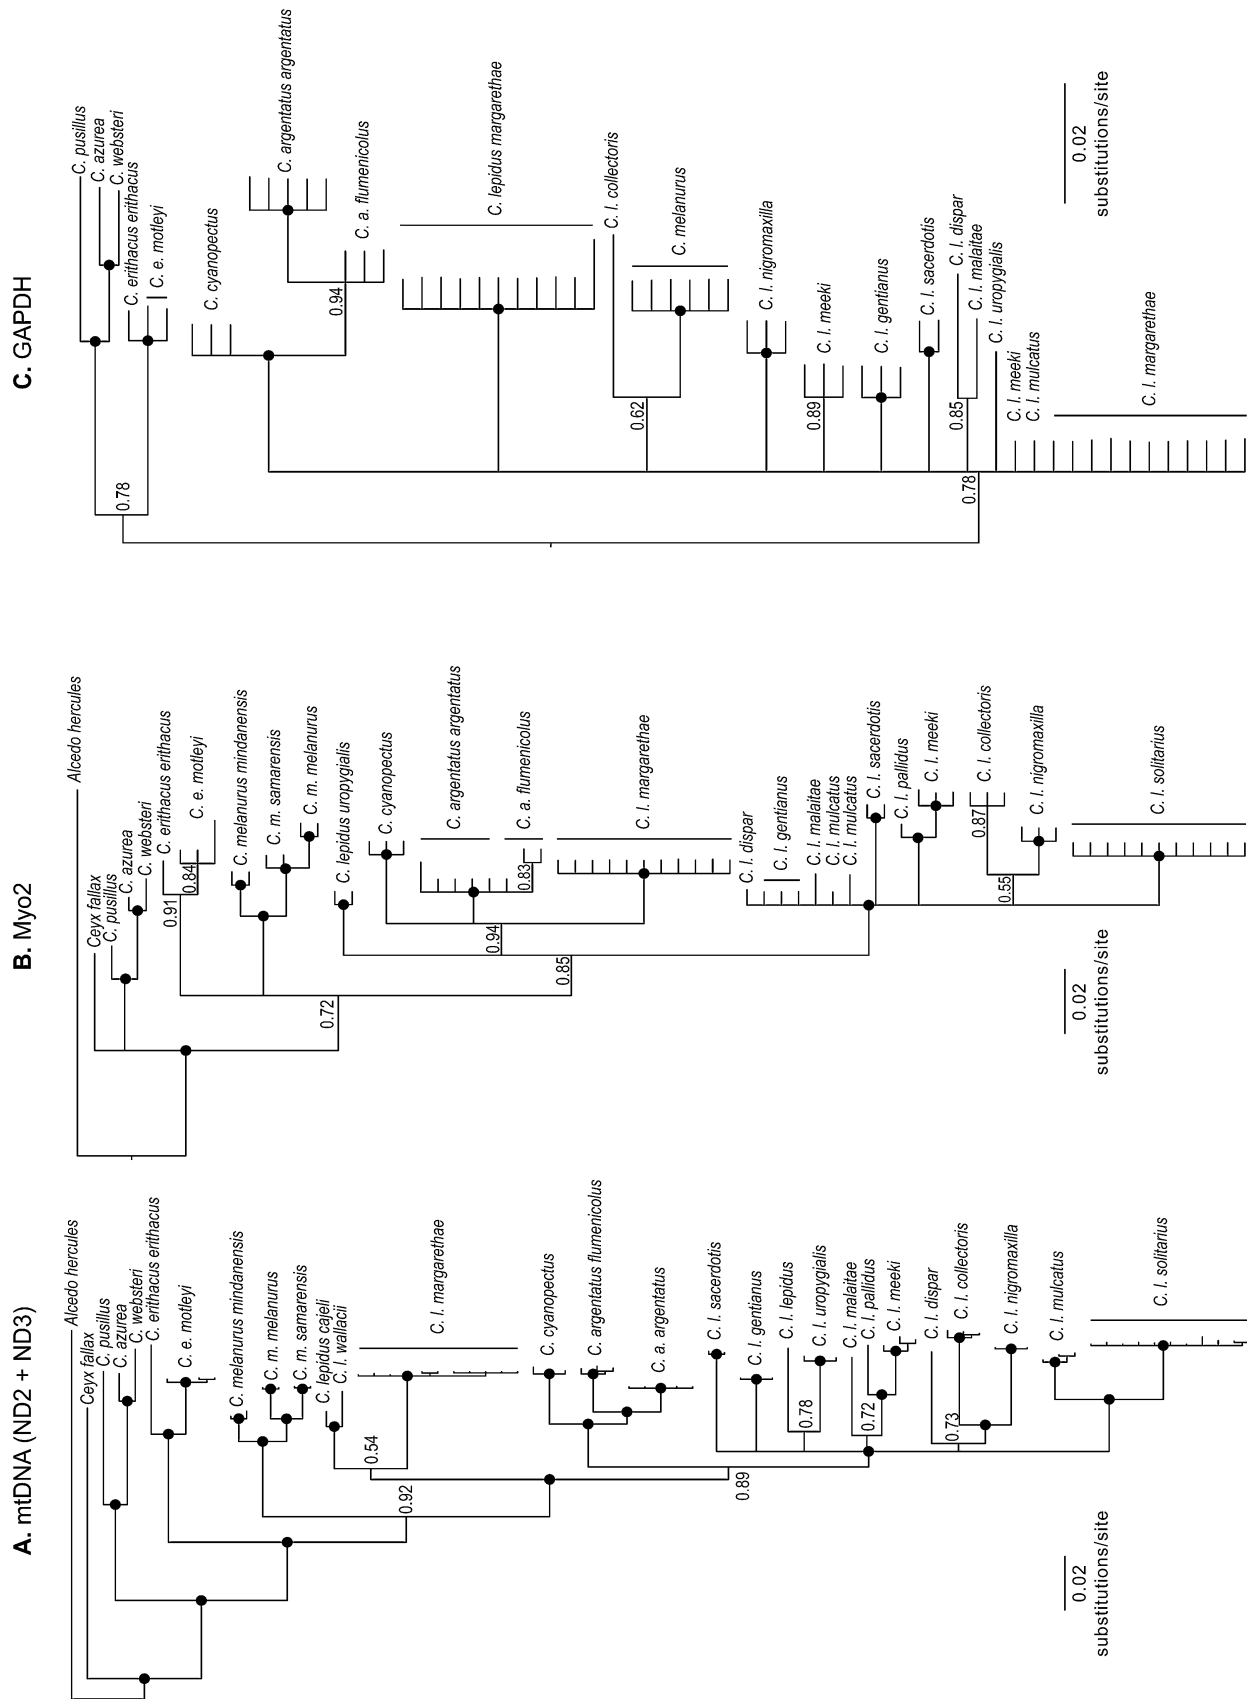 A. mtDNA (ND2 + ND3)
Alcedo hercules
Ceyx fallax
C. pusillus
C. azurea
C. websteri
C. erithacus erithacus
C. e. motleyi
C. melanurus mindanensis
C. m. melanurus
C. m. samarensis
C. lepidus cajeli
C. l. wallacii
0.54
C. l. margarethae
0.92
C. cyanopectus
C. argentatus flumenicolus
C. a. argentatus
0.89
C. l. sacerdotis
C. l. gentianus
C. l. lepidus
0.78
C. l. uropygialis
C. l. malaitae
0.72
C. l. pallidus
C. l. meeki
C. l. dispar
0.73
C. l. collectoris
C. l. nigromaxilla
C. l. mulcatus
C. l. solitarius
0.02
substitutions/site
B. Myo2
Alcedo hercules
Ceyx fallax
C. pusillus
C. azurea
C. websteri
0.91
C. erithacus erithacus
0.84
C. e. motleyi
C. melanurus mindanensis
C. m. samarensis
C. m. melanurus
0.72
C. lepidus uropygialis
C. cyanopectus
C. argentatus argentatus
0.94
0.83
C. a. flumenicolus
0.85
C. l. margarethae
C. l. dispar
C. l. gentianus
C. l. malaitae
C. l. mulcatus
C. l. mulcatus
C. l. sacerdotis
C. l. pallidus
C. l. meeki
0.87
C. l. collectoris
0.55
C. l. nigromaxilla
C. l. solitarius
0.02
substitutions/site
C. GAPDH
C. pusillus
C. azurea
C. websteri
0.78
C. erithacus erithacus
C. e. motleyi
C. cyanopectus
C. argentatus argentatus
0.94
C. a. flumenicolus
C. lepidus margarethae
C. l. collectoris
0.62
C. melanurus
C. l. nigromaxilla
0.89
C. l. meeki
C. l. gentianus
C. l. sacerdotis
0.85
C. l. dispar
C. l. malaitae
0.78
C. l. uropygialis
C. l. meeki
C. l. mulcatus
C. l. margarethae
0.02
substitutions/site